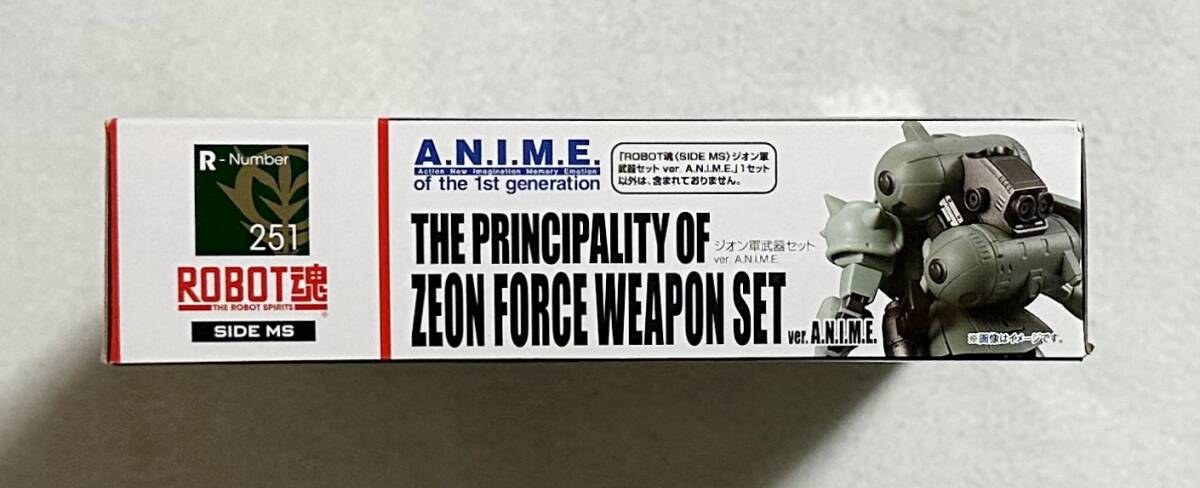 R - Number
251
ROBOT魂
THE ROBOT SPIRITS
SIDE MS
A.N.I.M.E.
Action New Imagination Memory Emotion
of the 1st generation
「ROBOT魂〈SIDE MS〉ジオン軍
武器セット ver. A.N.I.M.E.」1セット
以外は、含まれておりません。
THE PRINCIPALITY OF
ZEON FORCE WEAPON SET ver. A.N.I.M.E.
ジオン軍武器セット
ver. A.N.I.M.E.
※画像はイメージです。